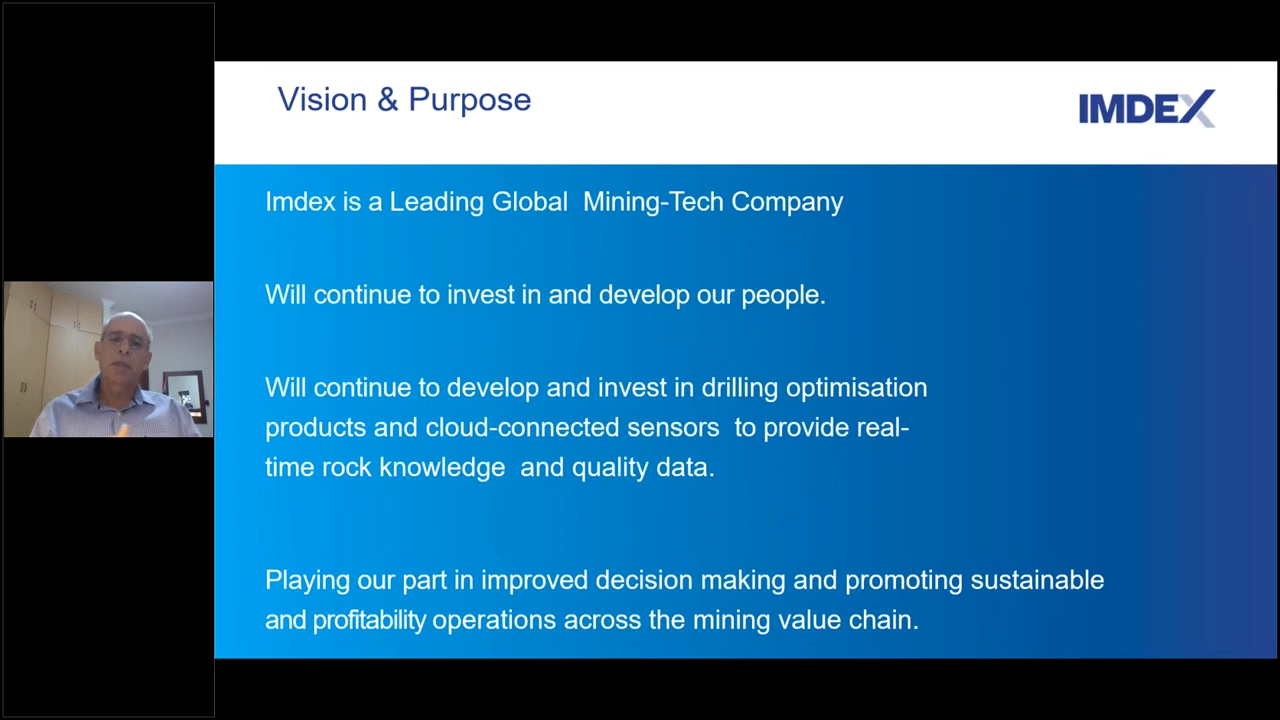 Vision & Purpose
IMDEX
Imdex is a Leading Global  Mining-Tech Company
Will continue to invest in and develop our people.
Will continue to develop and invest in drilling optimisation
products and cloud-connected sensors  to provide real-
time rock knowledge  and quality data.
Playing our part in improved decision making and promoting sustainable
and profitability operations across the mining value chain.